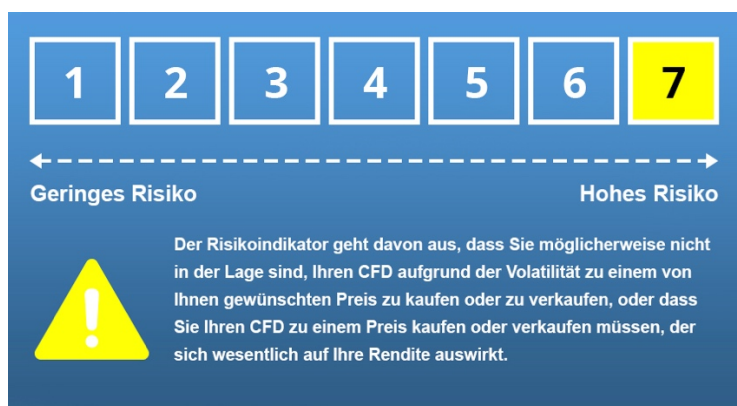 1 2 3 4 5 6 7
Geringes Risiko Hohes Risiko
Der Risikoindikator geht davon aus, dass Sie möglicherweise nicht
in der Lage sind, Ihren CFD aufgrund der Volatilität zu einem von
Ihnen gewünschten Preis zu kaufen oder zu verkaufen, oder dass
Sie Ihren CFD zu einem Preis kaufen oder verkaufen müssen, der
sich wesentlich auf Ihre Rendite auswirkt.